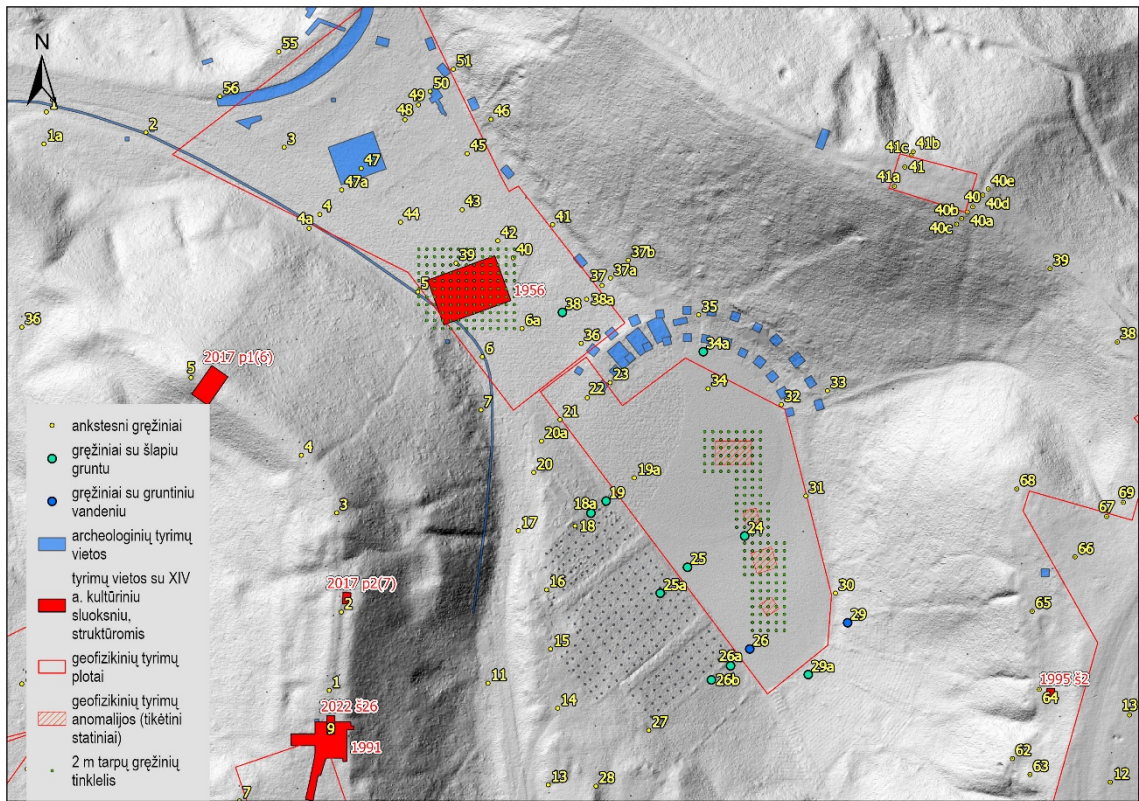 N
55
51
56
50
49
48
46
1
2
1a
3
47
45
41c
41b
41
41a
47a
4
4a
44
43
41
40e
40
40d
40b
40a
40c
42
40
39
39
37b
37a
37
5
1956
38
38a
35
36
6a
36
34a
38
6
2017 p1(6)
5
34
33
32
23
22
21
7
20a
4
20
19a
19
18a
18
31
68
69
67
3
17
24
25
66
25a
16
2017 p2(7)
2
30
29
65
15
26
26a
26b
29a
1
11
14
1995 š2
64
13
2022 š26
9
1991
27
62
63
12
13
28
7
ankstesni gręžiniai
gręžiniai su šlapiu
gruntu
gręžiniai su gruntiniu
vandeniu
archeologinių tyrimų
vietos
tyrimų vietos su XIV
a. kultūriniu
sluoksniu,
struktūromis
geofizikinių tyrimų
plotai
geofizikinių tyrimų
anomalijos (tikėtini
statiniai)
2 m tarpų gręžinių
tinklelis